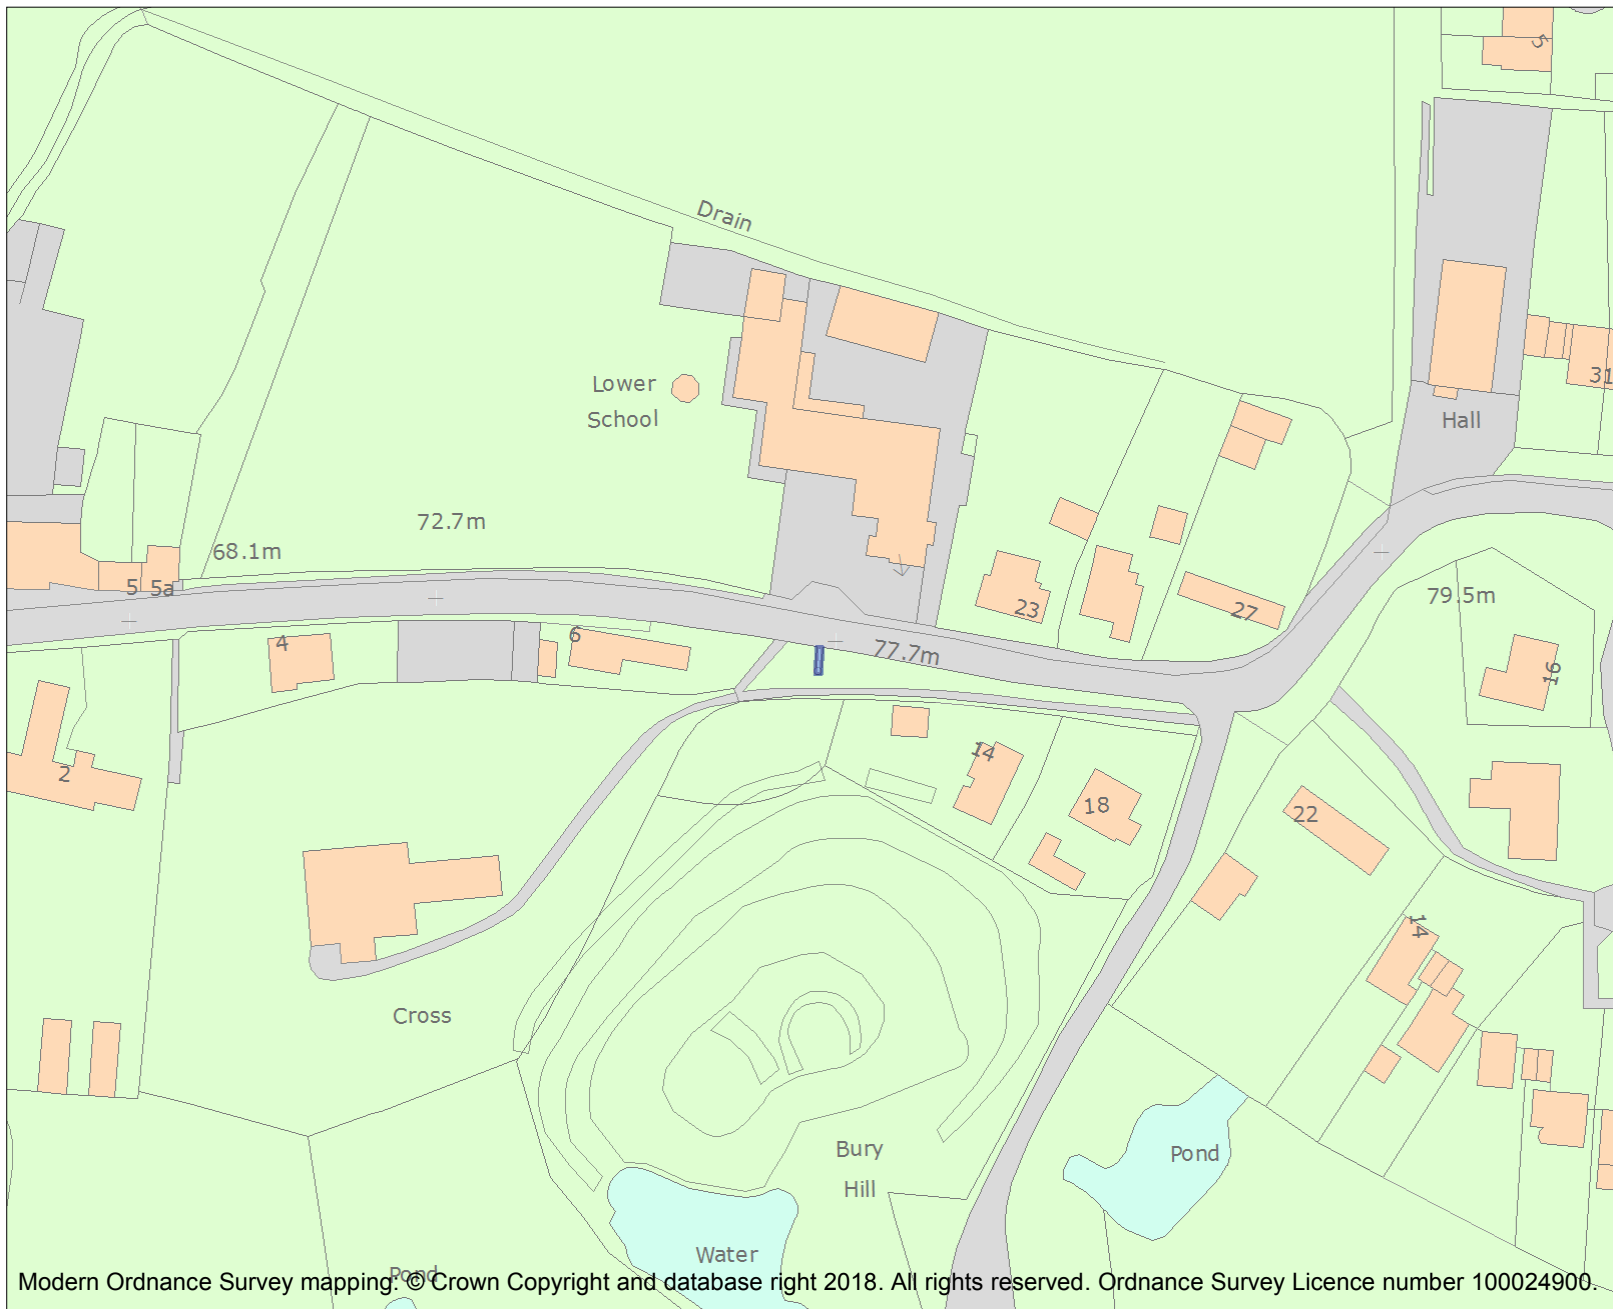 5
Drain
Lower
School
31
Hall
72.7m
68.1m
5 5a
23
27
79.5m
4
6
77.7m
16
2
14
18
22
14
Cross
Bury
Hill
Pond
Water
Pond
Modern Ordnance Survey mapping: © Crown Copyright and database right 2018. All rights reserved. Ordnance Survey Licence number 100024900.